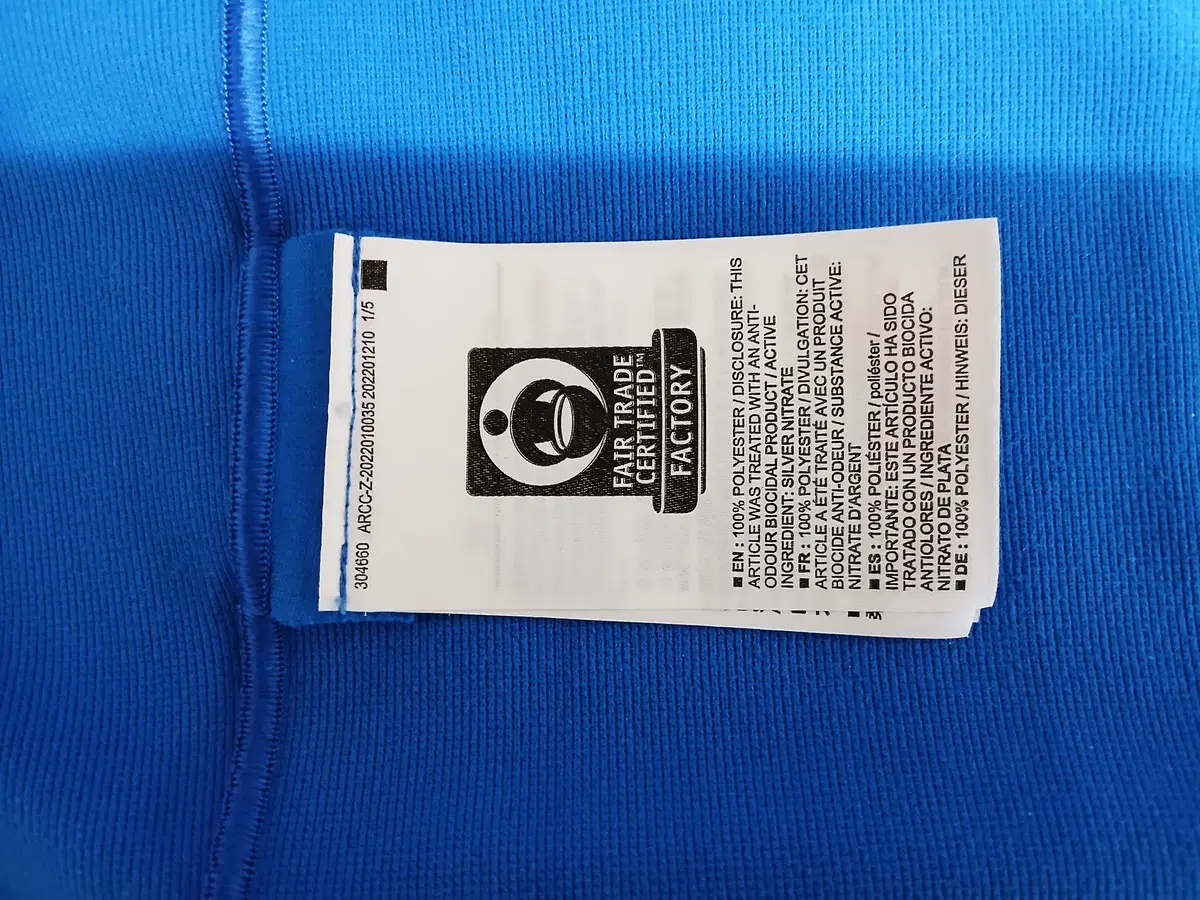 304660 ARCC-Z-2022010035 202201210 1/5
FAIR TRADE
CERTIFIED™
FACTORY
■ EN : 100% POLYESTER / DISCLOSURE: THIS
ARTICLE WAS TREATED WITH AN ANTI-
ODOUR BIOCIDAL PRODUCT / ACTIVE
INGREDIENT: SILVER NITRATE
■ FR : 100% POLYESTER / DIVULGATION: CET
ARTICLE A ÉTÉ TRAITÉ AVEC UN PRODUIT
BIOCIDE ANTI-ODEUR / SUBSTANCE ACTIVE:
NITRATE D'ARGENT
■ ES : 100% POLIÉSTER / poliéster /
IMPORTANTE: ESTE ARTÍCULO HA SIDO
TRATADO CON UN PRODUCTO BIOCIDA
ANTIOLORES / INGREDIENTE ACTIVO:
NITRATO DE PLATA
■ DE : 100% POLYESTER / HINWEIS: DIESER